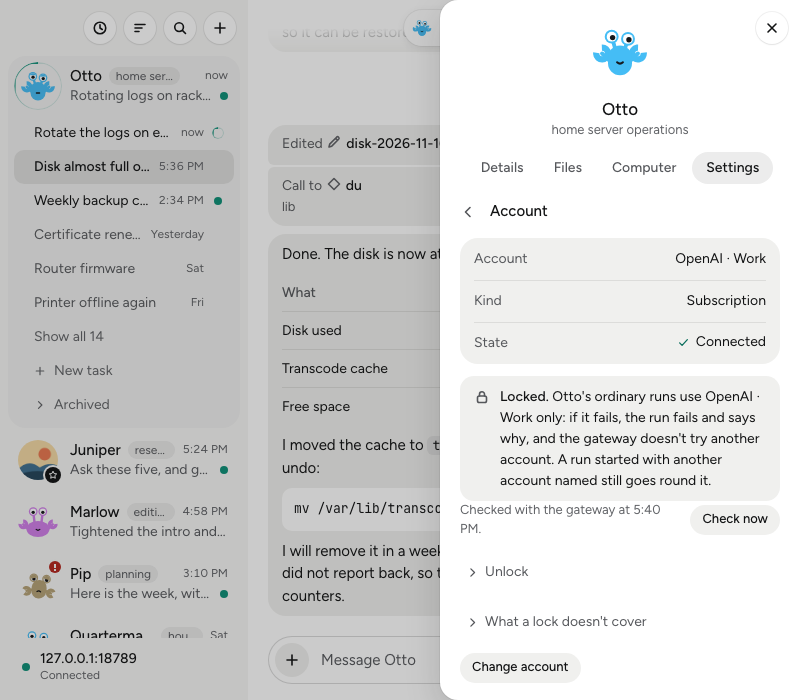 Otto
home ser...
now
Rotating logs on rack...
Rotate the logs on e...
now
Disk almost full o...
5:36 PM
Weekly backup c...
2:34 PM
Certificate rene...
Yesterday
Router firmware
Sat
Printer offline again
Fri
Show all 14
New task
Archived
Juniper
rese...
5:24 PM
Ask these five, and g...
Marlow
editi...
4:58 PM
Tightened the intro and...
Pip
planning
3:10 PM
Here is the week, wit...
Quarterma
hou...
Sat
127.0.0.1:18789
Connected
so it can be restor
Edited
disk-2026-11-1
Call to
du
lib
Done. The disk is now at
What
Disk used
Transcode cache
Free space
I moved the cache to
undo:
mv /var/lib/transco
I will remove it in a week
did not report back, so t
counters.
Message Otto
Otto
home server operations
Details
Files
Computer
Settings
Account
Account
OpenAI · Work
Kind
Subscription
State
Connected
Locked. Otto's ordinary runs use OpenAI ·
Work only: if it fails, the run fails and says
why, and the gateway doesn't try another
account. A run started with another
account named still goes round it.
Checked with the gateway at 5:40
PM.
Check now
Unlock
What a lock doesn't cover
Change account